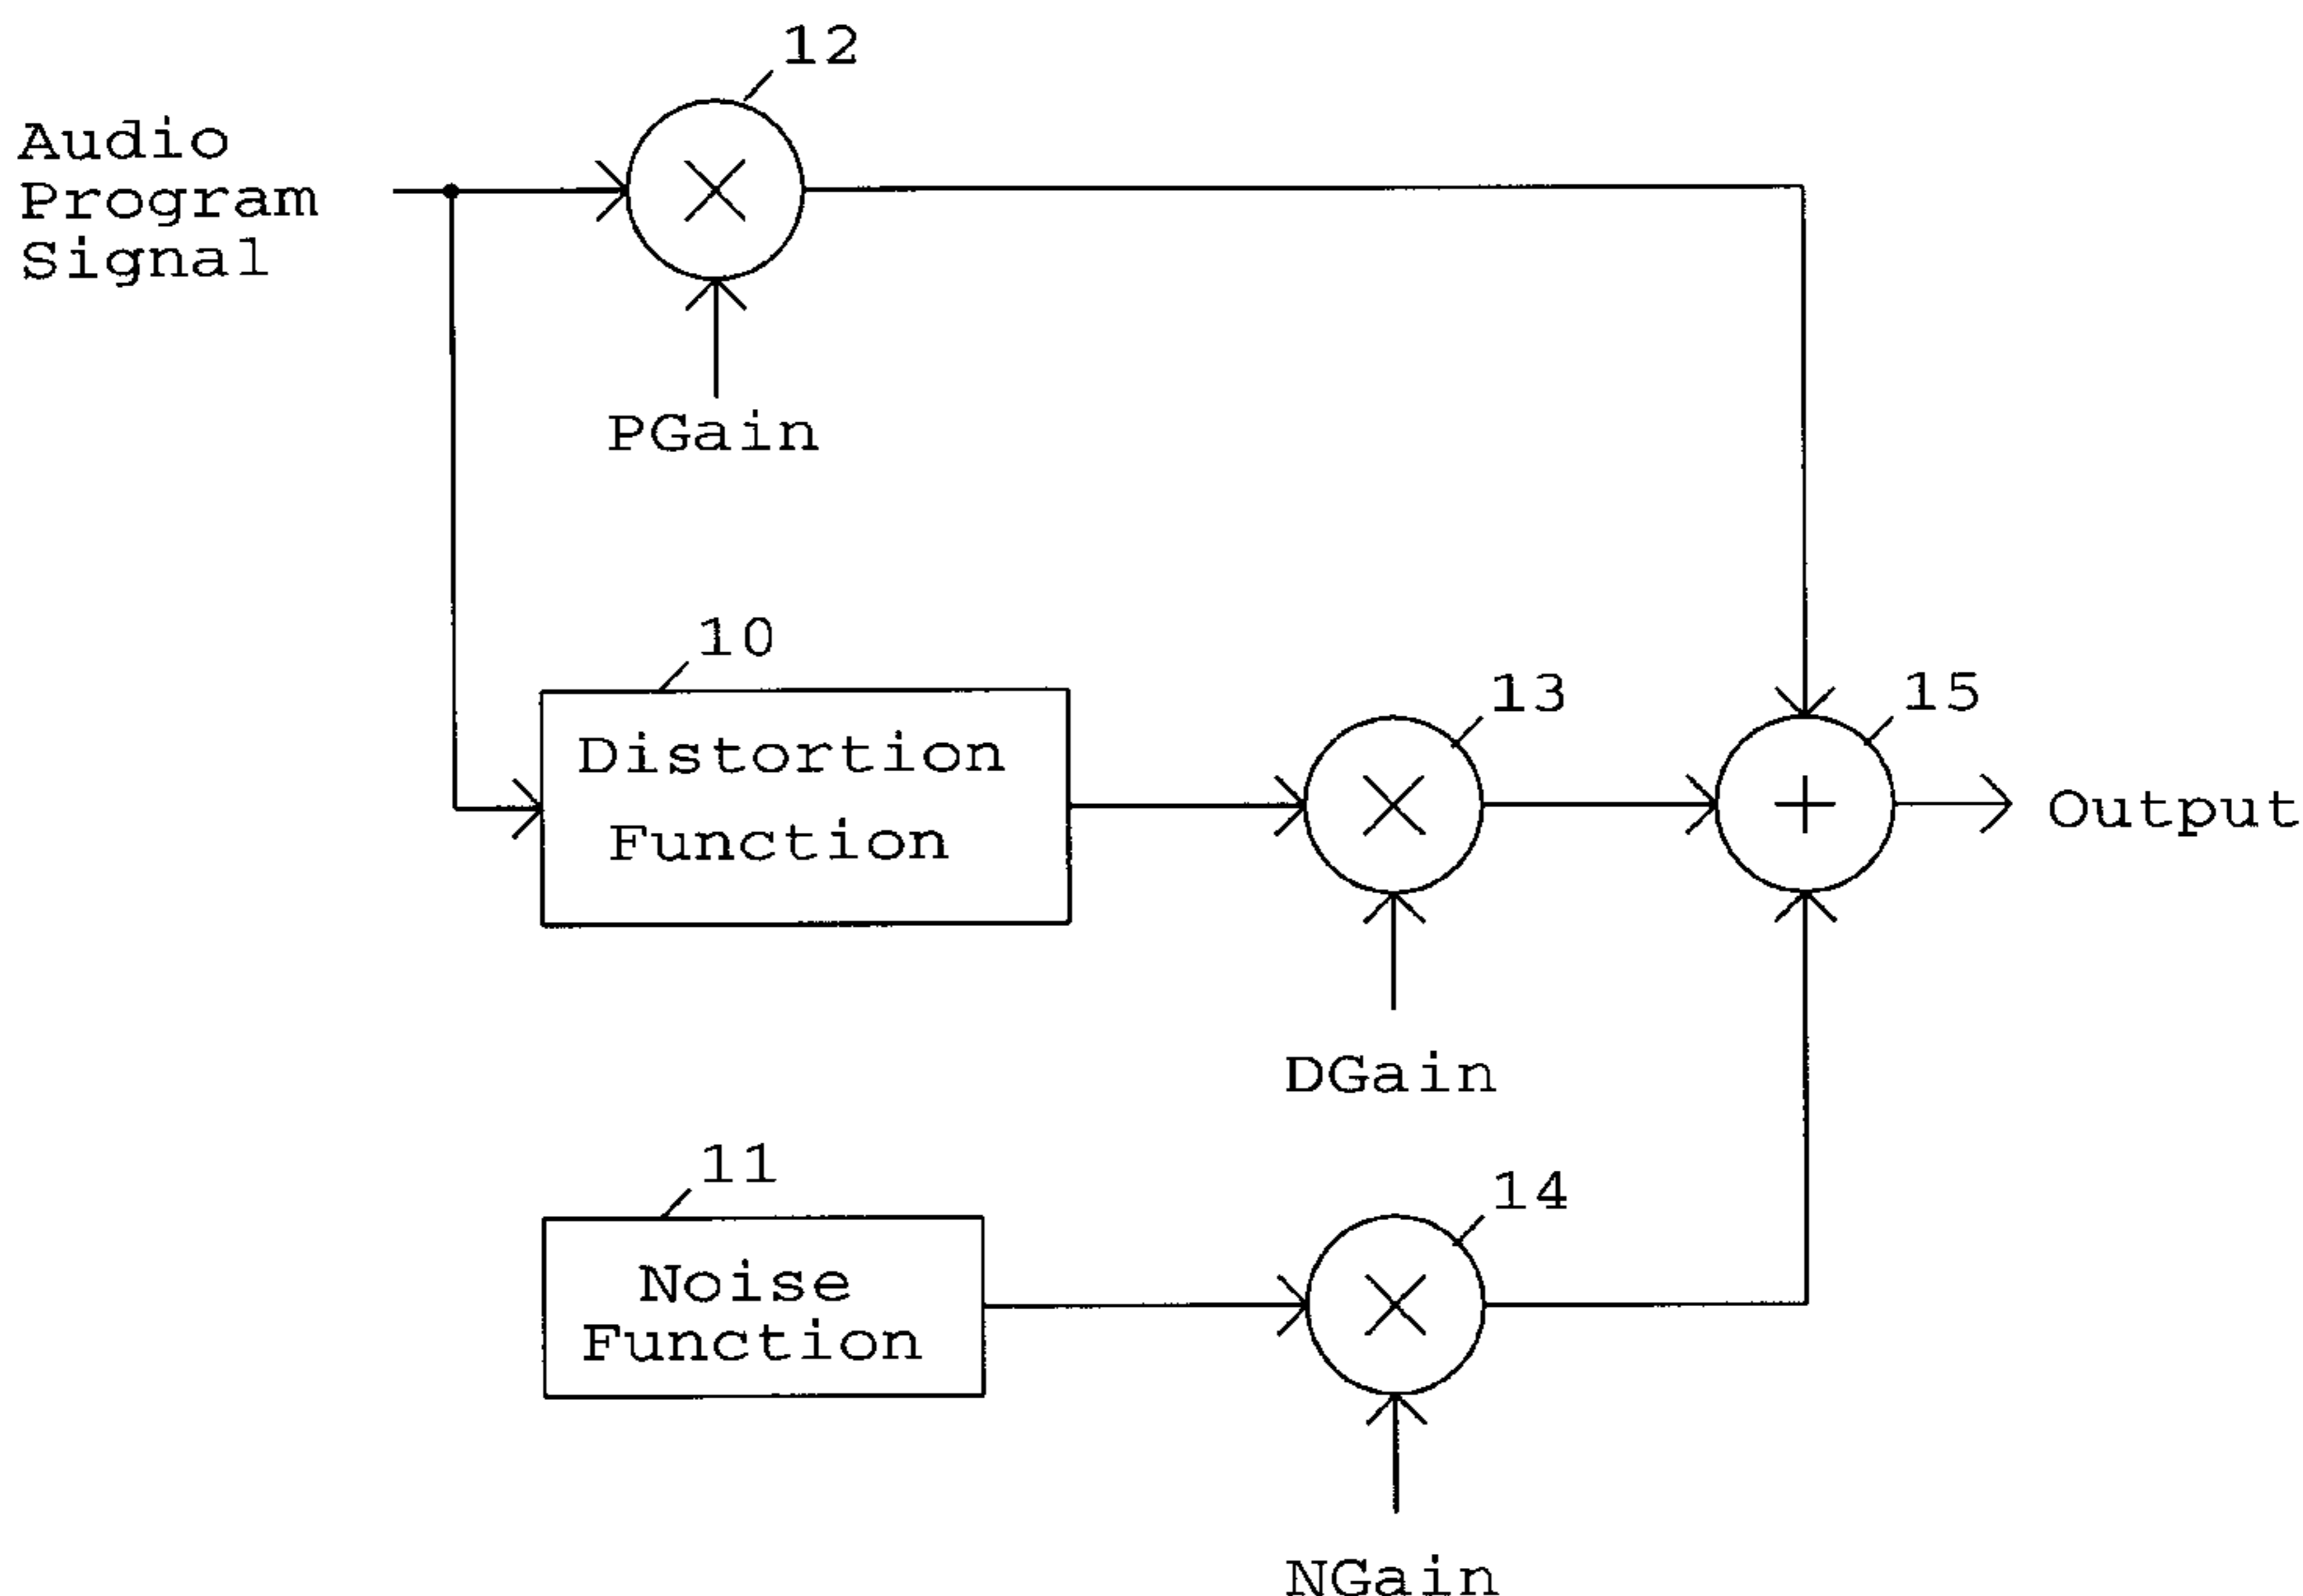 12
Audio
Program
Signal
PGain
10
Distortion
Function
13
15
Output
DGain
11
Noise
Function
14
NGain